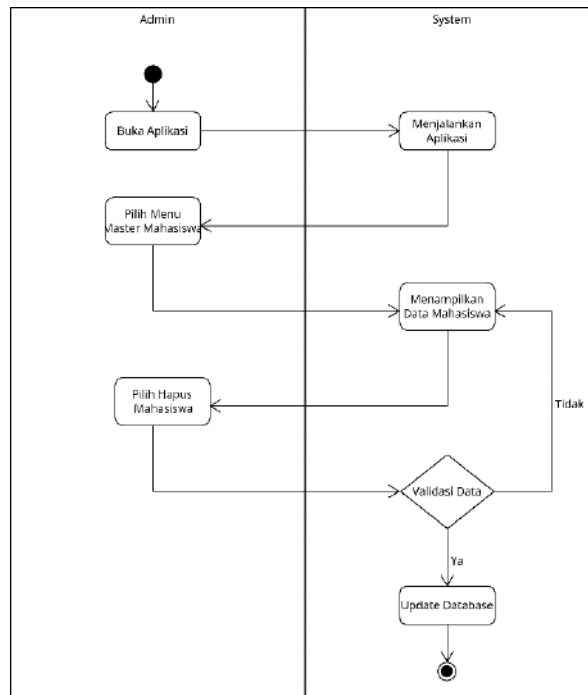 Admin
System
Buka Aplikasi
Menjalankan
Aplikasi
Pilih Menu
Master Mahasiswa
Menampilkan
Data Mahasiswa
Pilih Hapus
Mahasiswa
Tidak
Validasi Data
Ya
Update Database